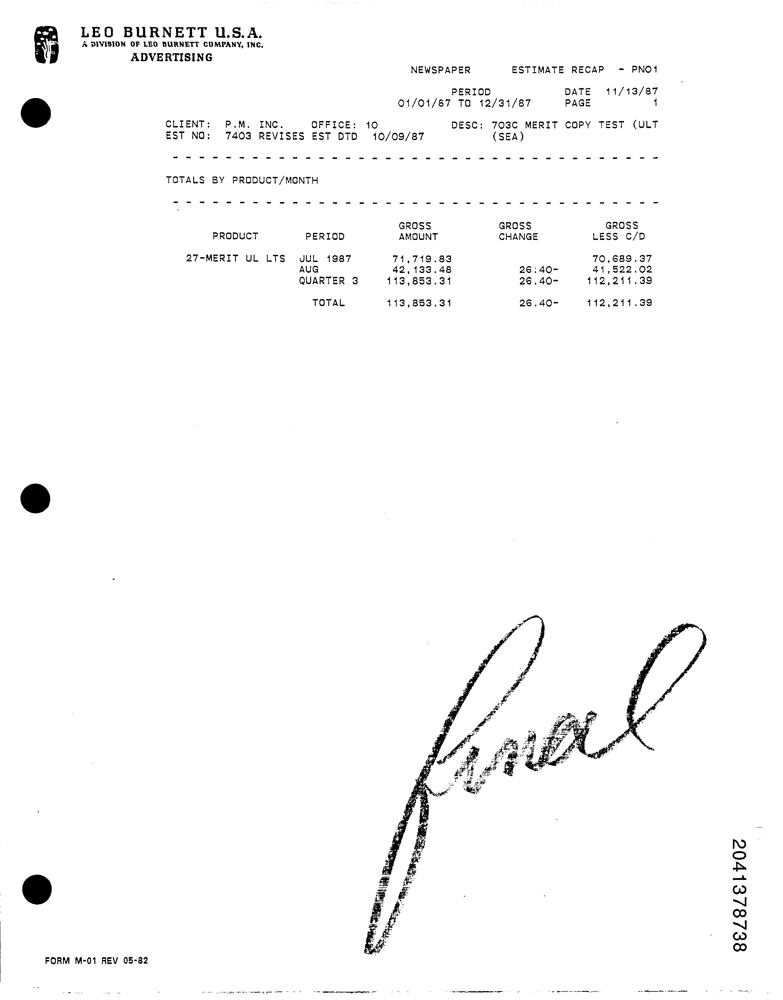 LEO BURNETT U.S.A.
A DIVISION OF LEO BURNETT COMPANY, INC.
ADVERTISING
NEWSPAPER ESTIMATE RECAP - PN01
PERIOD DATE 11/13/87
01/01/87 TO 12/31/87 PAGE 1
CLIENT: P.M. INC. OFFICE: 10 DESC: 703C MERIT COPY TEST (ULT
EST NO: 7403 REVISES EST DTD 10/09/87 (SEA)
TOTALS BY PRODUCT/MONTH
GROSS GROSS GROSS
PRODUCT PERIOD AMOUNT CHANGE LESS C/D
27-MERIT UL LTS JUL 1987 71,719.83 70,689.37
AUG 42,133.48 26.40- 41,522.02
QUARTER 3 113,853.31 26.40- 112,211.39
TOTAL 113,853.31 26.40- 112,211.39
final
2041378738
FORM M-01 REV 05-82